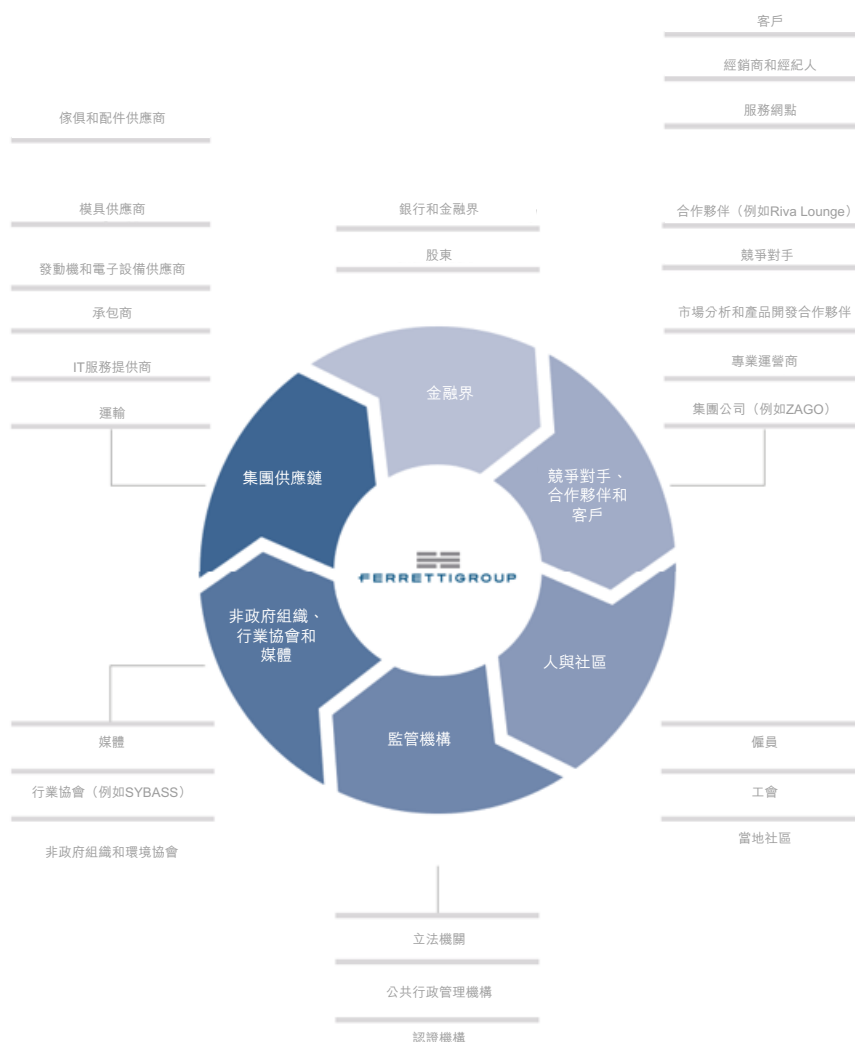 客戶
經銷商和經紀人
服務網點
合作夥伴（例如Riva Lounge）
競爭對手
市場分析和產品開發合作夥伴
專業運營商
集團公司（例如ZAGO）
傢俱和配件供應商
模具供應商
發動機和電子設備供應商
承包商
IT服務提供商
運輸
銀行和金融界
股東
金融界
集團供應鏈
競爭對手、
合作夥伴和
客戶
FERRETTIGROUP
非政府組織、
行業協會和
媒體
人與社區
監管機構
媒體
行業協會（例如SYBASS）
非政府組織和環境協會
僱員
工會
當地社區
立法機關
公共行政管理機構
認證機構